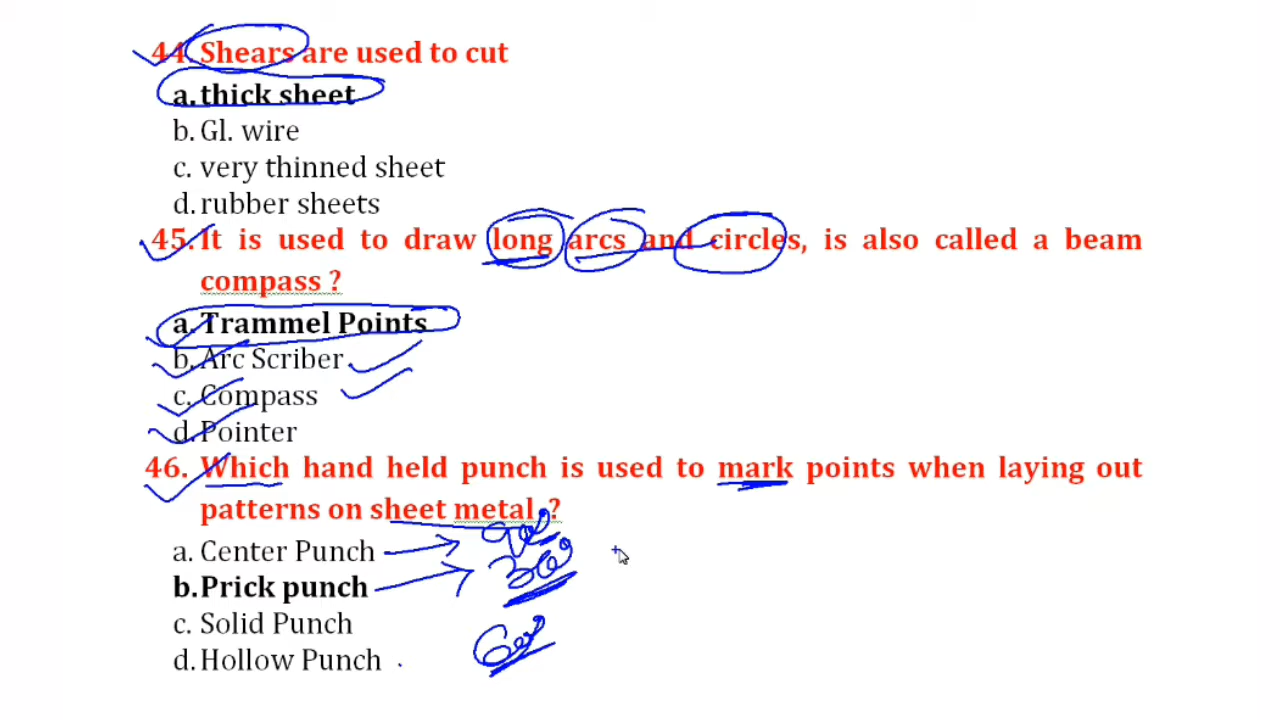 44. Shears are used to cut
a. thick sheet
b. Gl. wire
c. very thinned sheet
d. rubber sheets
45. It is used to draw long arcs and circles, is also called a beam
compass ?
a. Trammel Points
b. Arc Scriber
c. Compass
d. Pointer
46. Which hand held punch is used to mark points when laying out
patterns on sheet metal ?
a. Center Punch
90°
b. Prick punch
30°
c. Solid Punch
60°
d. Hollow Punch